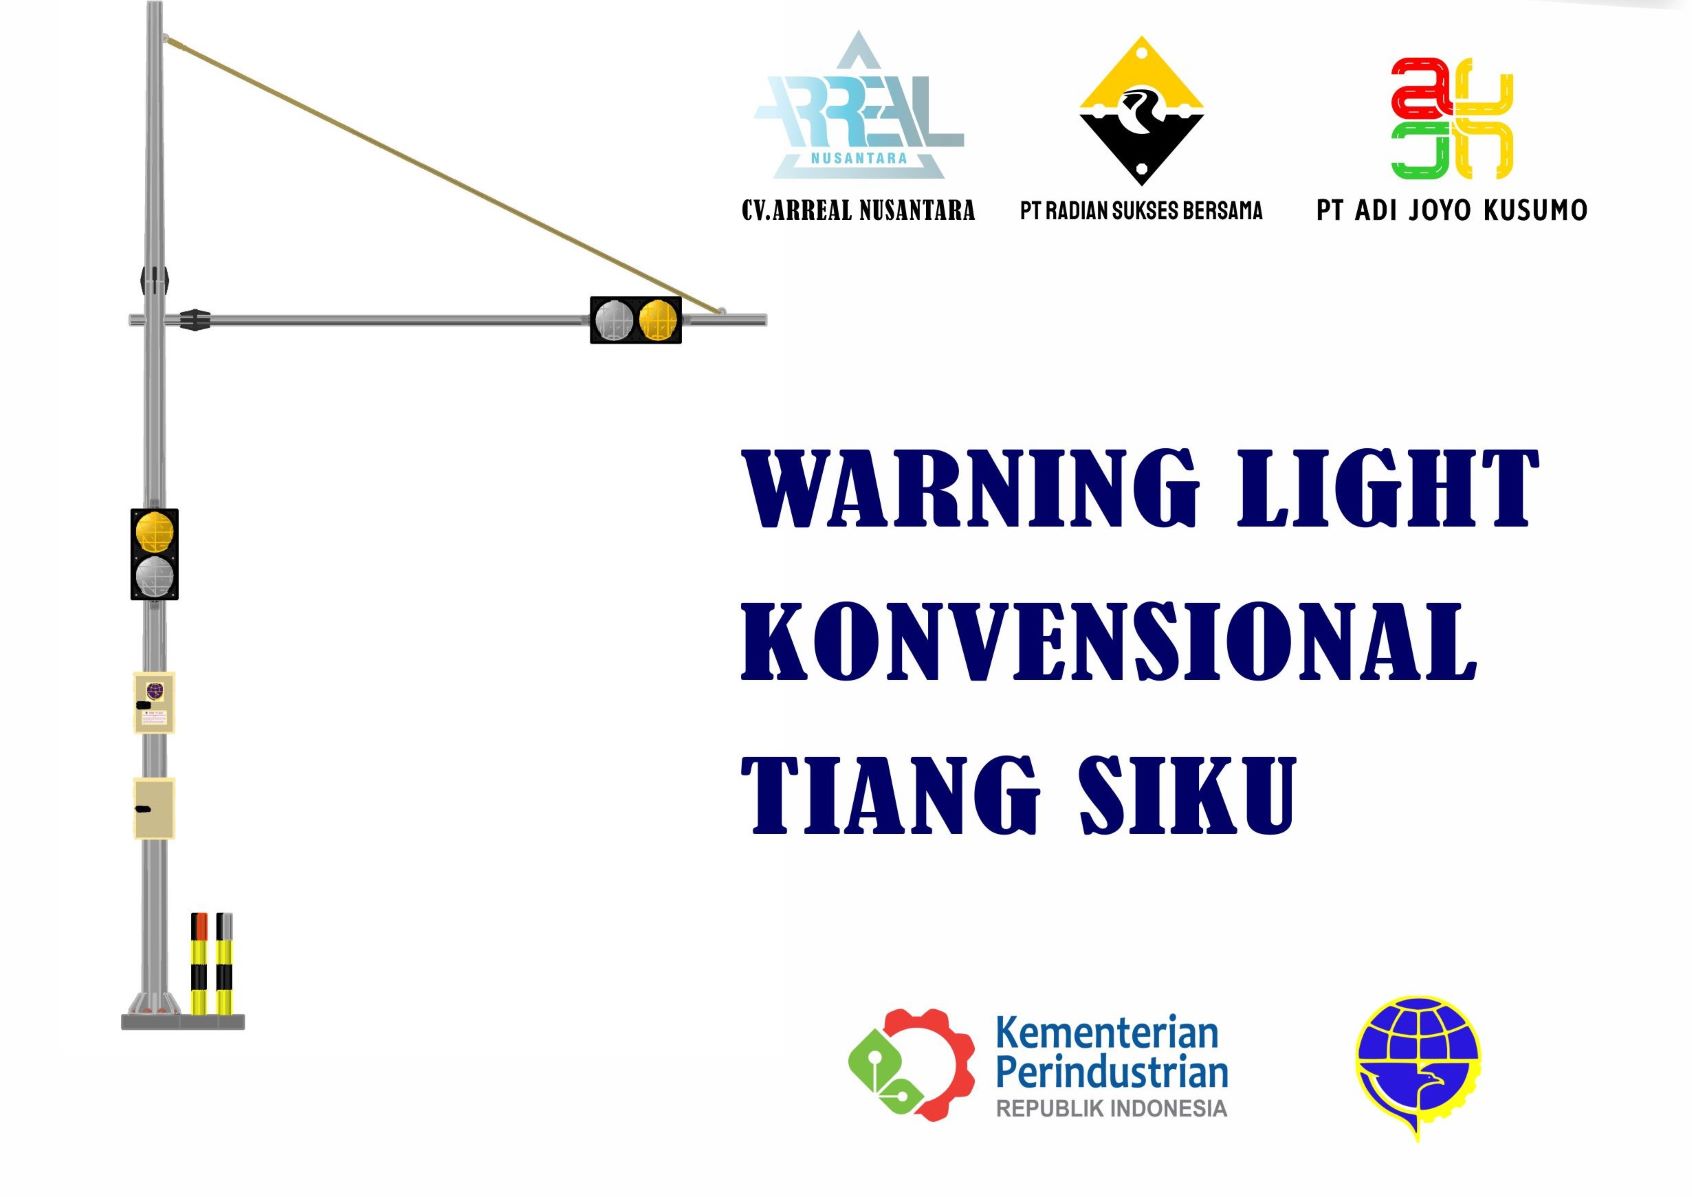 ARREAL
NUSANTARA
CV.ARREAL NUSANTARA
PT RADIAN SUKSES BERSAMA
PT ADI JOYO KUSUMO
WARNING LIGHT
KONVENSIONAL
TIANG SIKU
Kementerian
Perindustrian
REPUBLIK INDONESIA